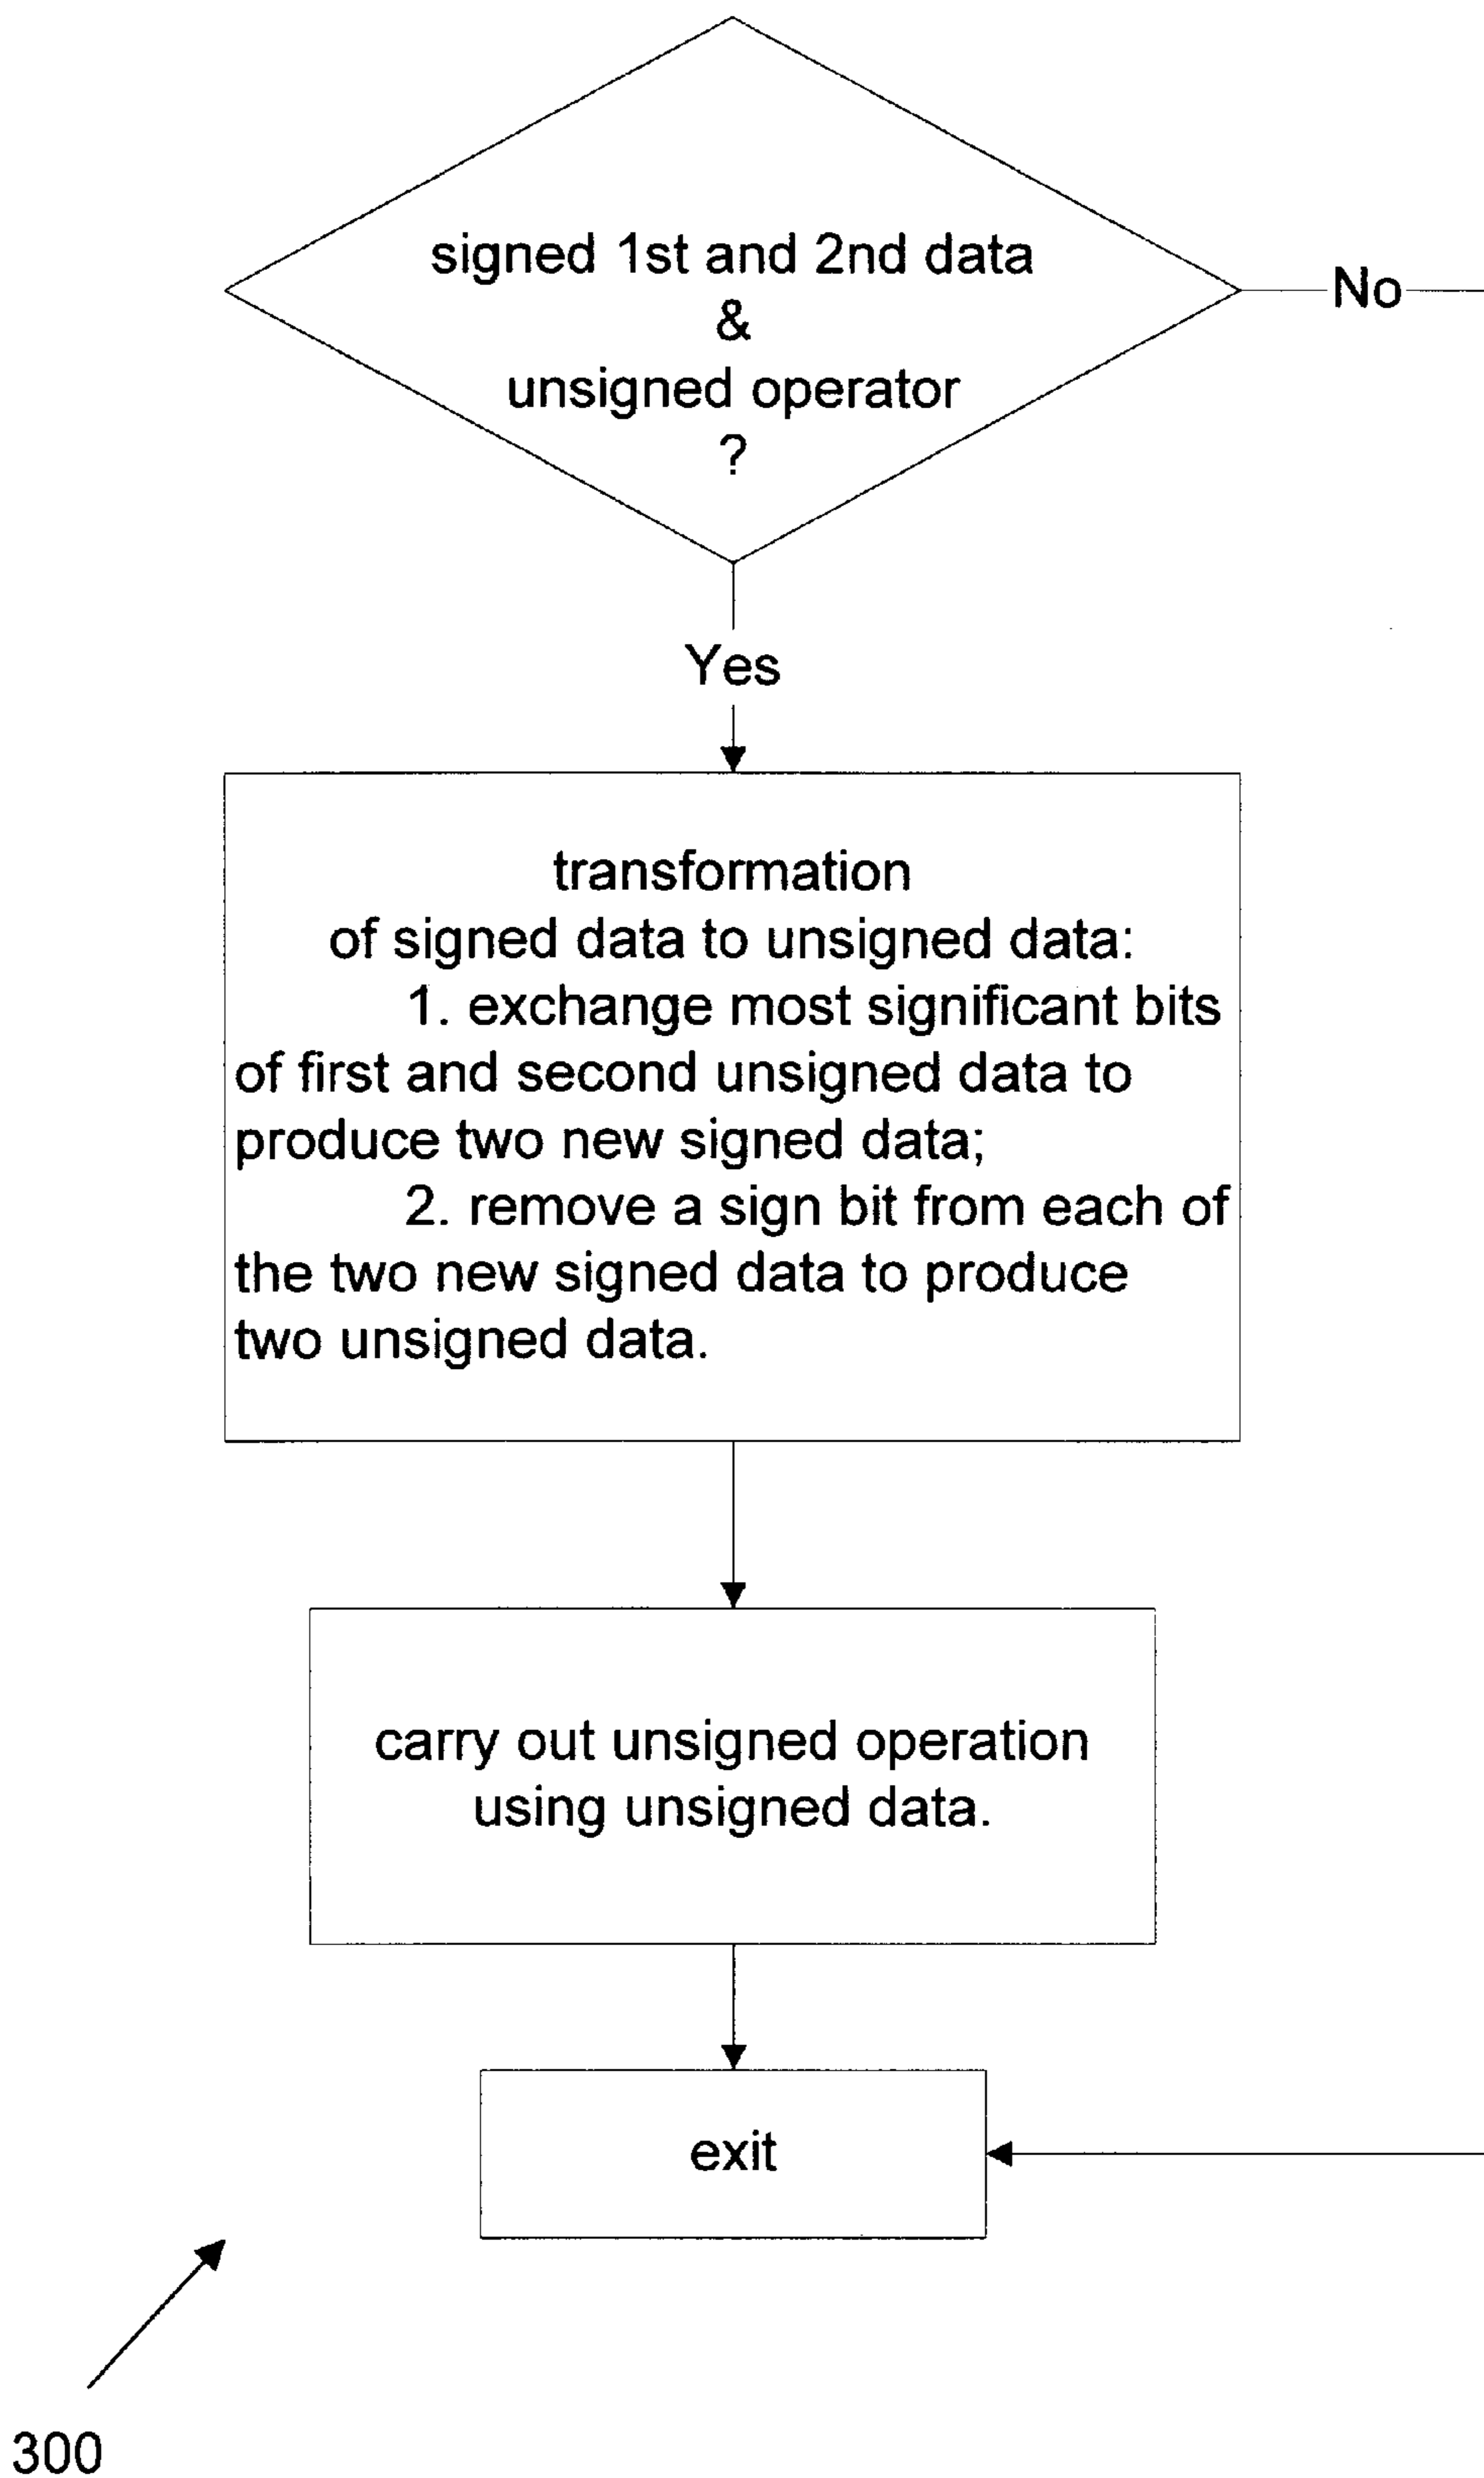 signed 1st and 2nd data
&
unsigned operator
?
No
Yes
transformation
of signed data to unsigned data:
1. exchange most significant bits
of first and second unsigned data to
produce two new signed data;
2. remove a sign bit from each of
the two new signed data to produce
two unsigned data.
carry out unsigned operation
using unsigned data.
exit
300